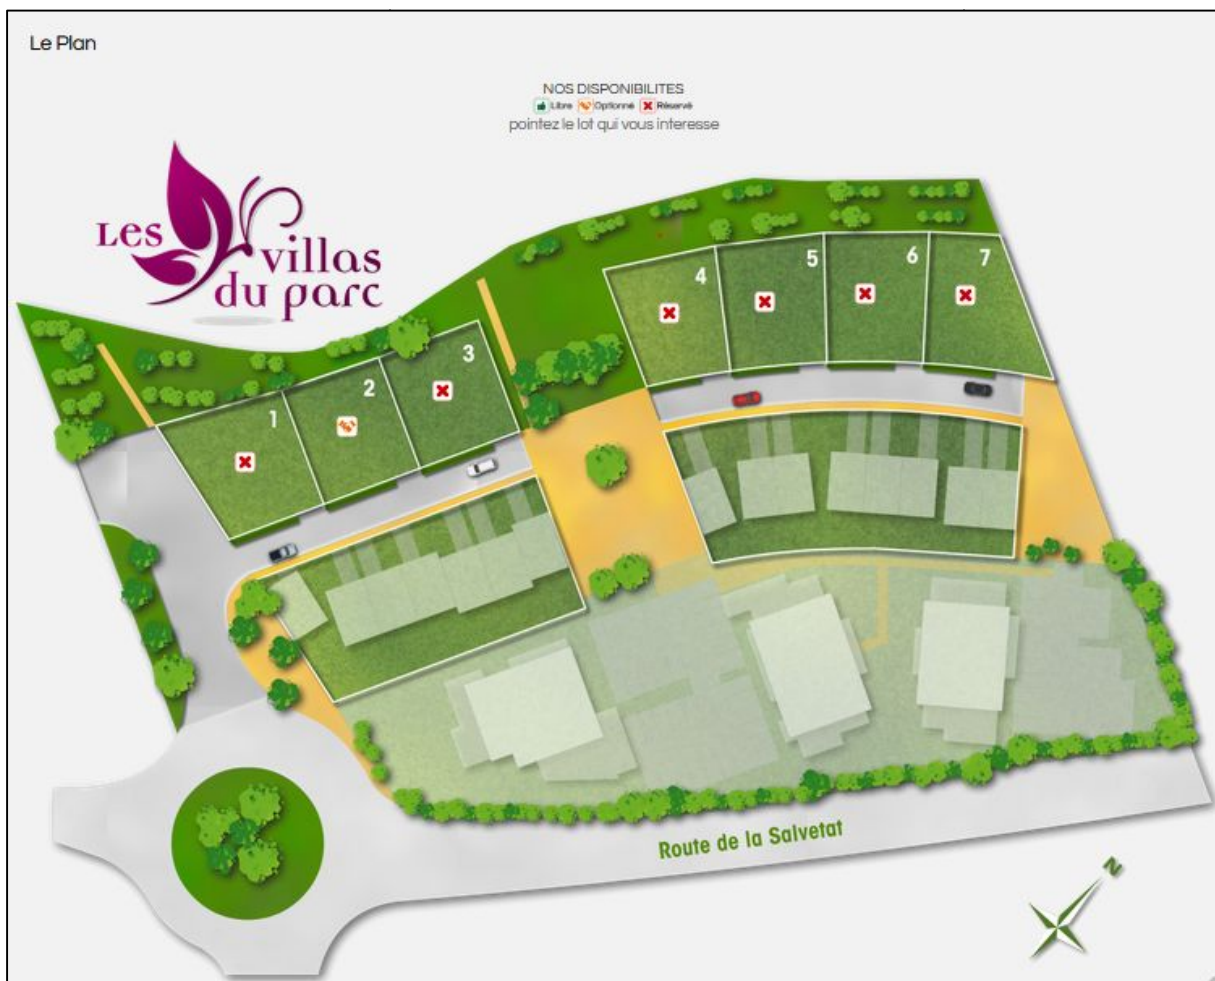 Le Plan
NOS DISPONIBILITES
Libre Optionné Réservé
pointez le lot qui vous interesse
Les
villas
du parc
4
5
6
7
1
2
3
Route de la Salvetat
N